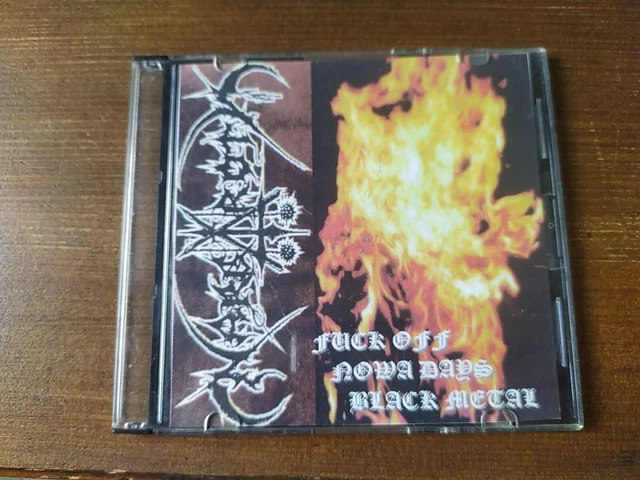 FUCK OFF
NOWA DAYS
BLACK METAL